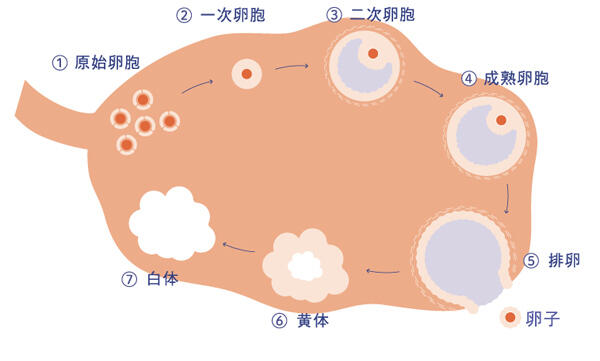 ② 一次卵胞
③ 二次卵胞
① 原始卵胞
④ 成熟卵胞
⑤ 排卵
⑦ 白体
⑥ 黄体
卵子